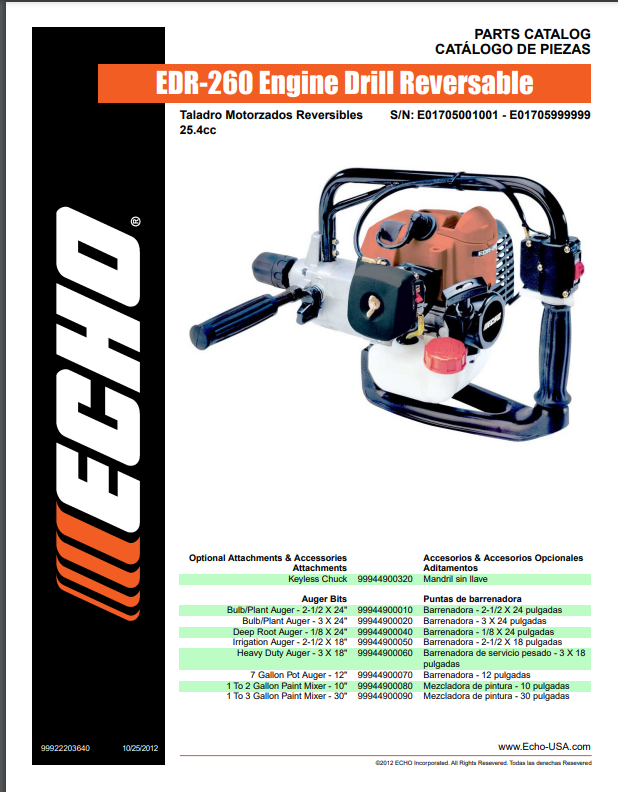 PARTS CATALOG
CATÁLOGO DE PIEZAS
EDR-260 Engine Drill Reversable
Taladro Motorzados Reversibles S/N: E01705001001 - E01705999999
25.4cc
ECHO®
ECHO
Optional Attachments & Accessories Accesorios & Accesorios Opcionales
Attachments Aditamentos
Keyless Chuck 99944900320 Mandril sin llave
Auger Bits Puntas de barrenadora
Bulb/Plant Auger - 2-1/2 X 24" 99944900010 Barrenadora - 2-1/2 X 24 pulgadas
Bulb/Plant Auger - 3 X 24" 99944900020 Barrenadora - 3 X 24 pulgadas
Deep Root Auger - 1/8 X 24" 99944900040 Barrenadora - 1/8 X 24 pulgadas
Irrigation Auger - 2-1/2 X 18" 99944900050 Barrenadora - 2-1/2 X 18 pulgadas
Heavy Duty Auger - 3 X 18" 99944900060 Barrenadora de servicio pesado - 3 X 18
pulgadas
7 Gallon Pot Auger - 12" 99944900070 Barrenadora - 12 pulgadas
1 To 2 Gallon Paint Mixer - 10" 99944900080 Mezcladora de pintura - 10 pulgadas
1 To 3 Gallon Paint Mixer - 30" 99944900090 Mezcladora de pintura - 30 pulgadas
99922203640 10/25/2012 www.Echo-USA.com
©2012 ECHO Incorporated. All Rights Resevered. Todas las derechas Resevered